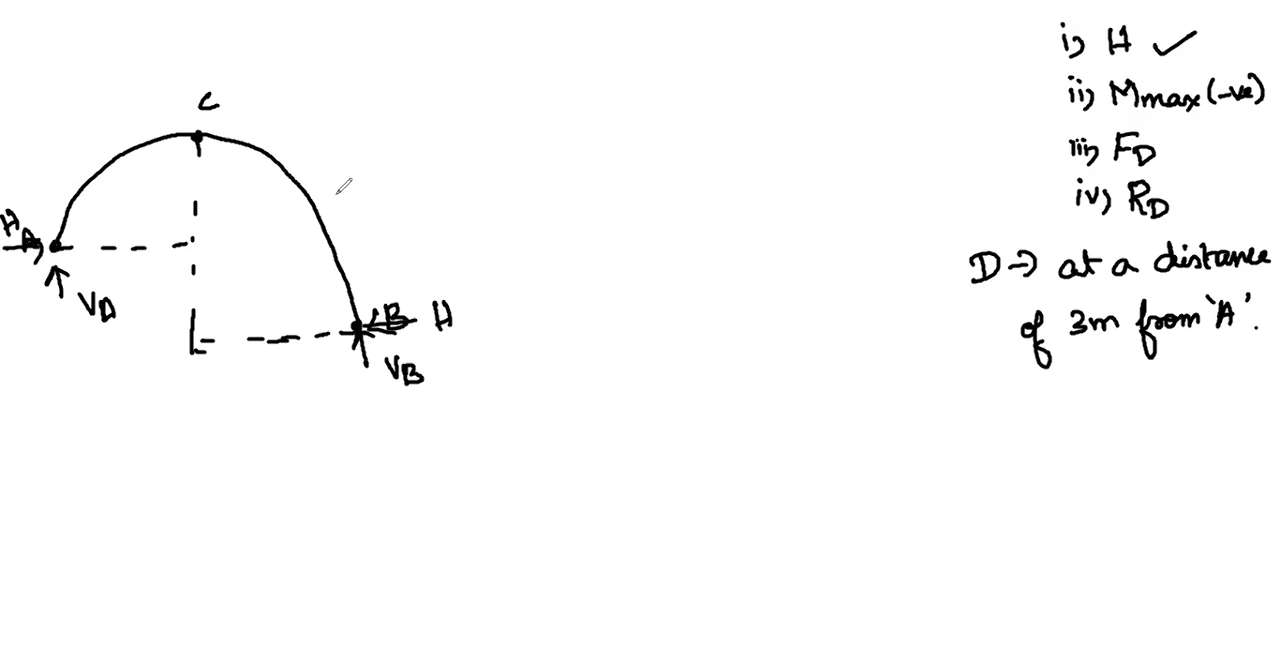 i) H ✓
ii) Mmax (-ve)
iii) FD
iv) RD
D → at a distance
of 3m from 'A'.
C
H
A
VA
B
H
VB